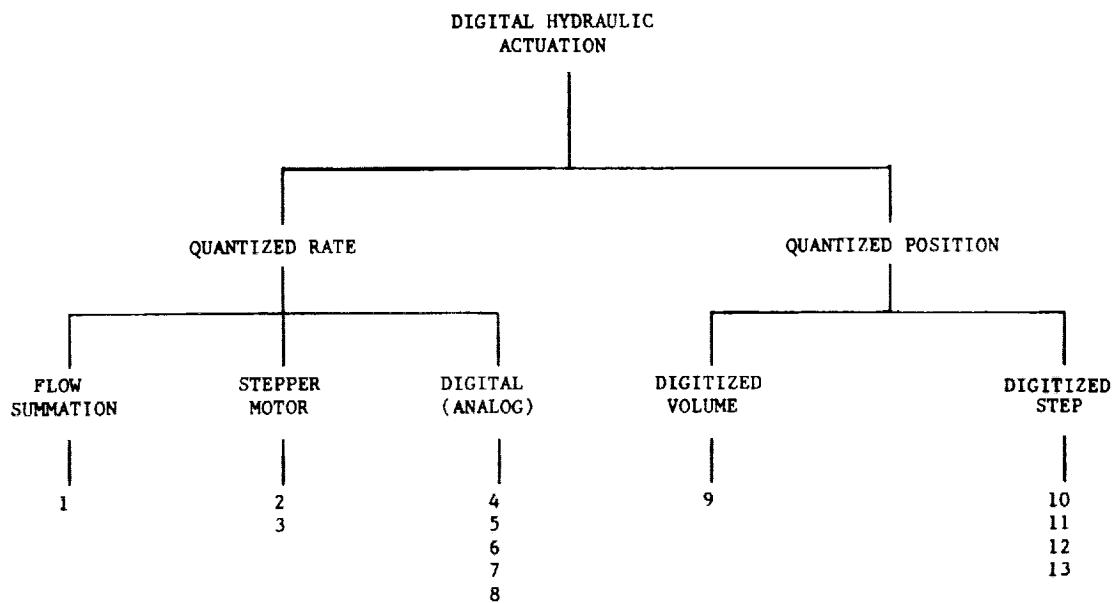 DIGITAL HYDRAULIC
ACTUATION
QUANTIZED RATE
QUANTIZED POSITION
FLOW
SUMMATION
STEPPER
MOTOR
DIGITAL
(ANALOG)
DIGITIZED
VOLUME
DIGITIZED
STEP
1
2
3
4
5
6
7
8
9
10
11
12
13